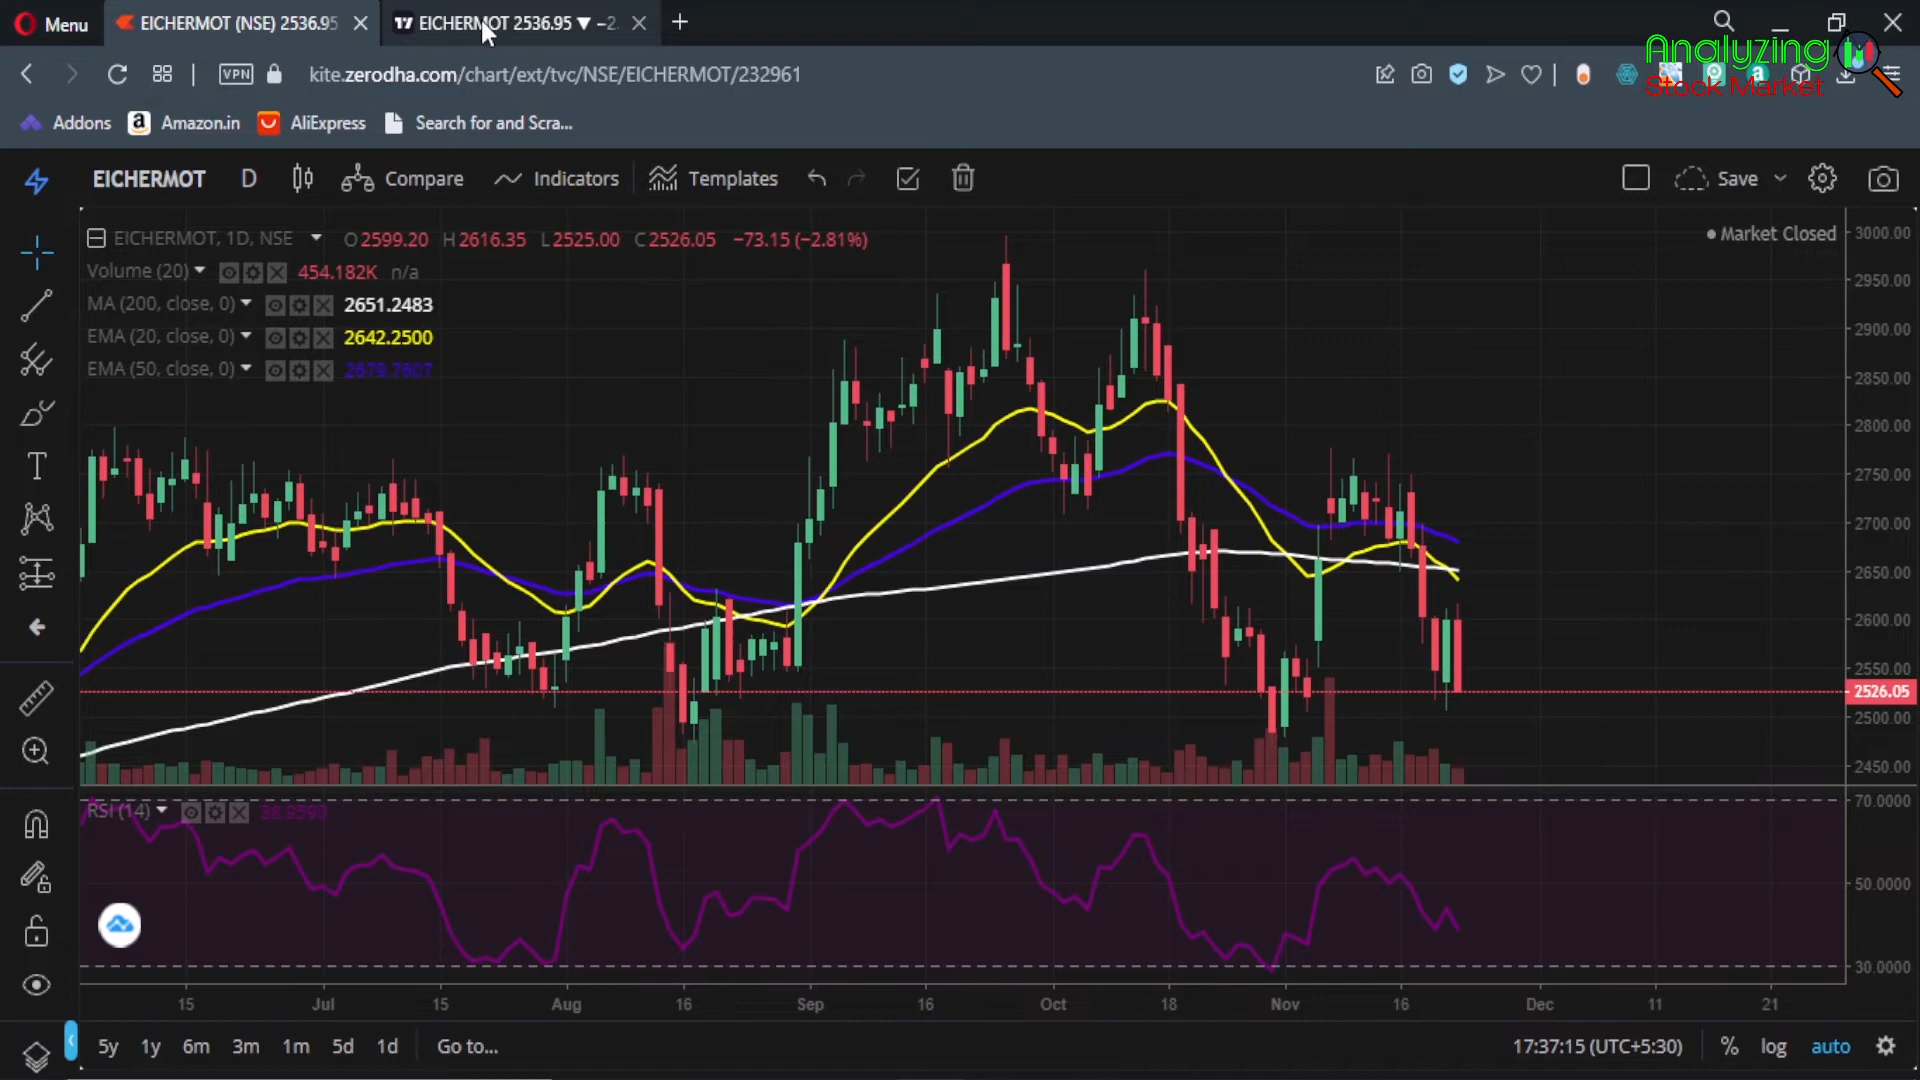 Menu
EICHERMOT (NSE) 2536.95
EICHERMOT 2536.95 ▼ −2.
VPN
kite.zerodha.com/chart/ext/tvc/NSE/EICHERMOT/232961
Analyzing
Stock Market
Addons
Amazon.in
AliExpress
Search for and Scra...
EICHERMOT
D
Compare
Indicators
Templates
Save
EICHERMOT, 1D, NSE
O2599.20 H2616.35 L2525.00 C2526.05 −73.15 (−2.81%)
Market Closed
Volume (20) 454.182K n/a
MA (200, close, 0) 2651.2483
EMA (20, close, 0) 2642.2500
EMA (50, close, 0) 2679.7607
3000.00
2950.00
2900.00
2850.00
2800.00
2750.00
2700.00
2650.00
2600.00
2550.00
2526.05
2500.00
2450.00
RSI (14)
70.0000
50.0000
30.0000
15 Jul 15 Aug 16 Sep 16 Oct 18 Nov 16 Dec 11 21
5y 1y 6m 3m 1m 5d 1d Go to...
17:37:15 (UTC+5:30) % log auto